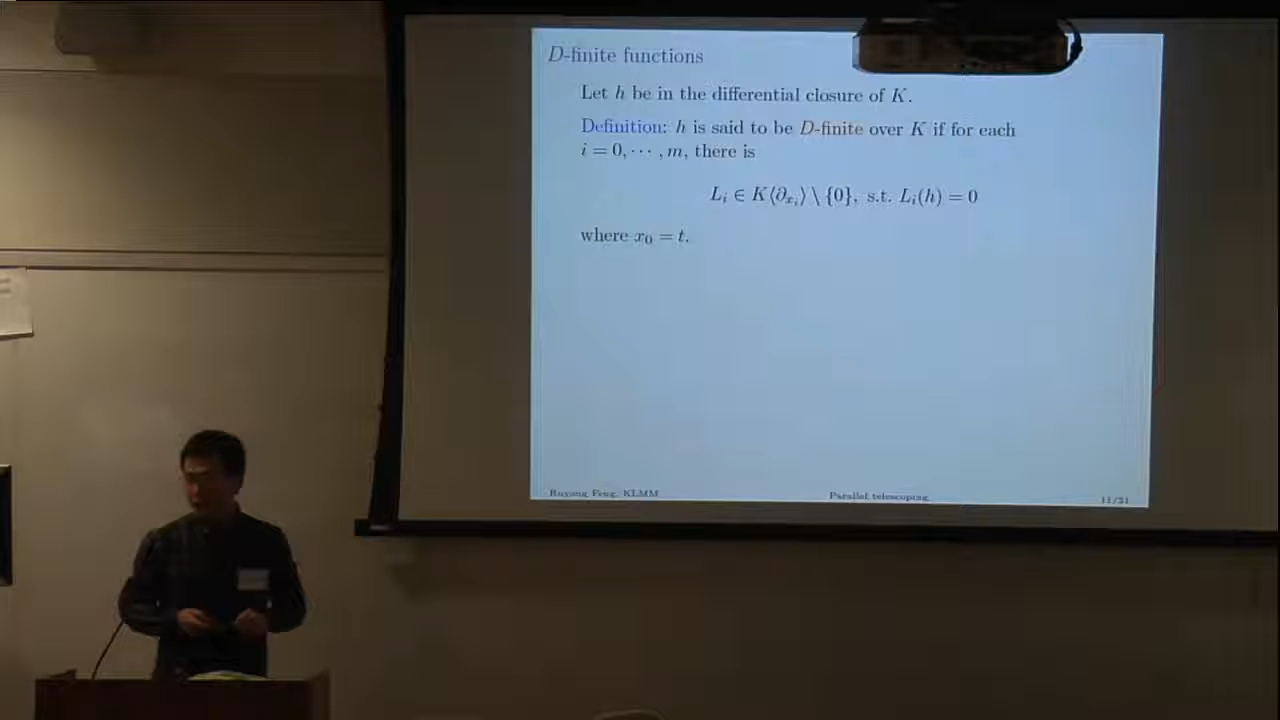 D-finite functions
Let h be in the differential closure of K.
Definition: h is said to be D-finite over K if for each
i = 0, ⋯ , m, there is
L_i ∈ K⟨∂_{x_i}⟩ \ {0}, s.t. L_i(h) = 0
where x_0 = t.
Ruyong Feng, KLMM Parallel telescoping 11/31